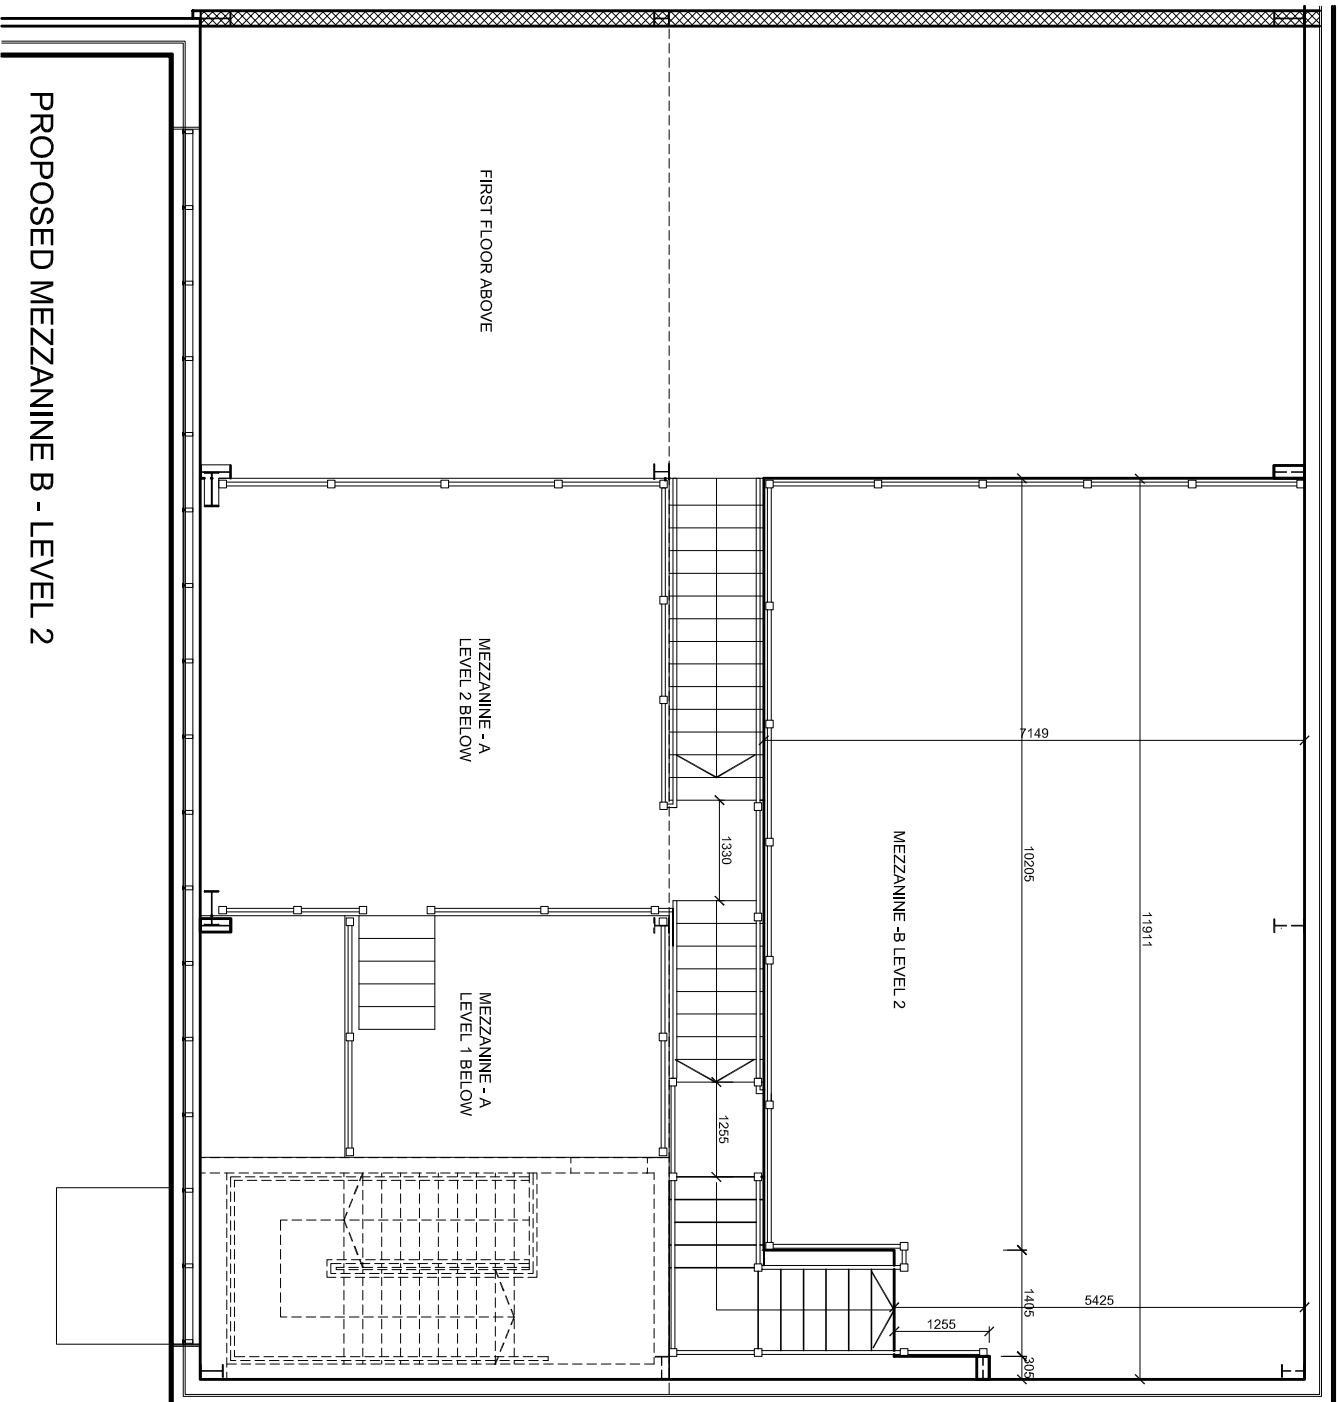 PROPOSED MEZZANINE B - LEVEL 2
FIRST FLOOR ABOVE
MEZZANINE - A
LEVEL 2 BELOW
MEZZANINE - A
LEVEL 1 BELOW
MEZZANINE -B LEVEL 2
7149
10205
11911
1330
1255
1405
5425
1255
305